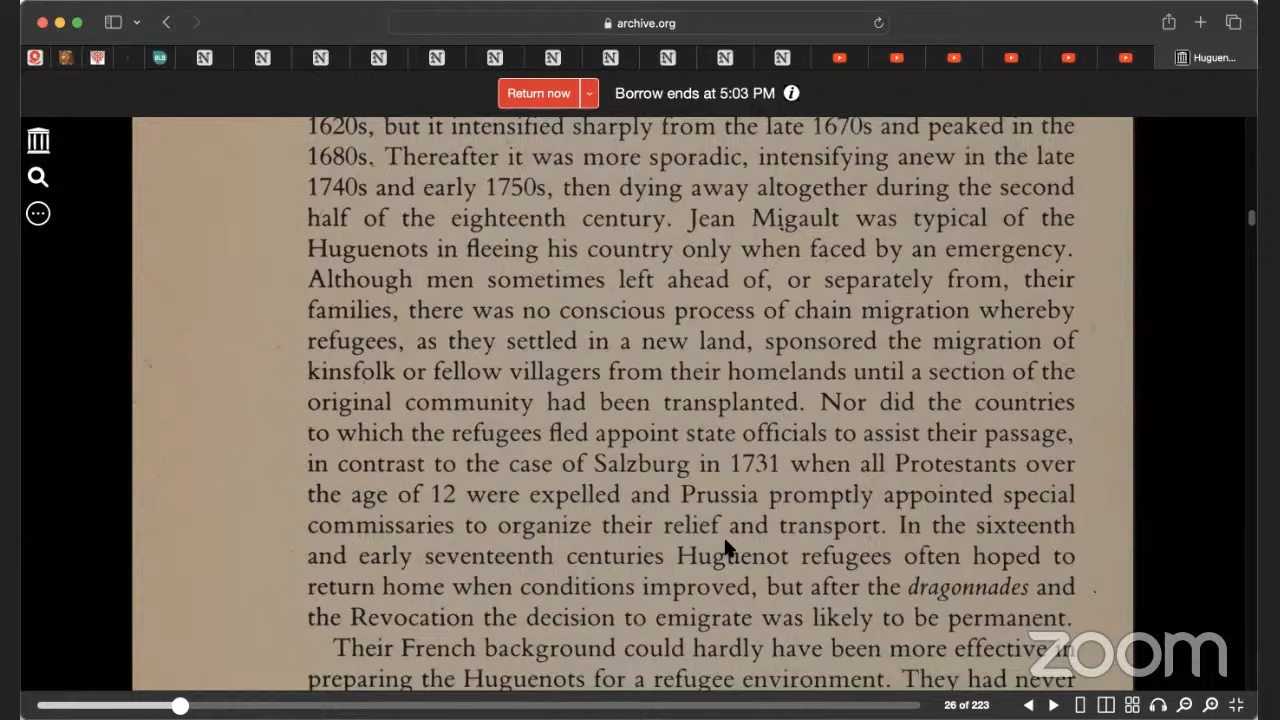 archive.org
BLB
Huguen...
Return now
Borrow ends at 5:03 PM
1620s, but it intensified sharply from the late 1670s and peaked in the
1680s. Thereafter it was more sporadic, intensifying anew in the late
1740s and early 1750s, then dying away altogether during the second
half of the eighteenth century. Jean Migault was typical of the
Huguenots in fleeing his country only when faced by an emergency.
Although men sometimes left ahead of, or separately from, their
families, there was no conscious process of chain migration whereby
refugees, as they settled in a new land, sponsored the migration of
kinsfolk or fellow villagers from their homelands until a section of the
original community had been transplanted. Nor did the countries
to which the refugees fled appoint state officials to assist their passage,
in contrast to the case of Salzburg in 1731 when all Protestants over
the age of 12 were expelled and Prussia promptly appointed special
commissaries to organize their relief and transport. In the sixteenth
and early seventeenth centuries Huguenot refugees often hoped to
return home when conditions improved, but after the dragonnades and
the Revocation the decision to emigrate was likely to be permanent.
Their French background could hardly have been more effective in
preparing the Huguenots for a refugee environment. They had never
zoom
26 of 223